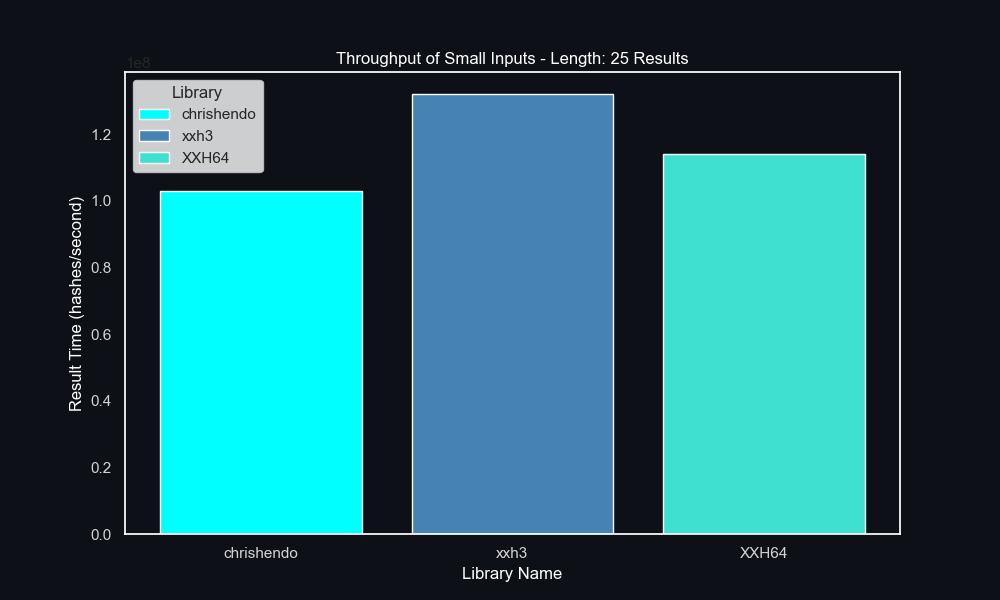 Throughput of Small Inputs - Length: 25 Results
1e8
Library
chrishendo
xxh3
XXH64
1.2
1.0
0.8
0.6
0.4
0.2
0.0
Result Time (hashes/second)
chrishendo
xxh3
XXH64
Library Name